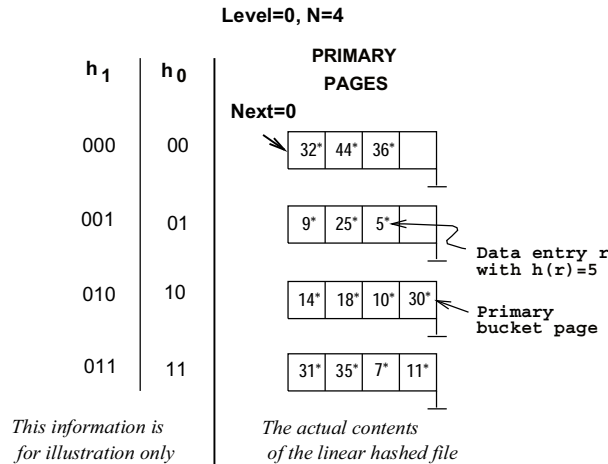 Level=0, N=4
h1 h0 PRIMARY
PAGES
Next=0
000 00 32* 44* 36*
001 01 9* 25* 5*
Data entry r
with h(r)=5
010 10 14* 18* 10* 30*
Primary
bucket page
011 11 31* 35* 7* 11*
This information is
for illustration only
The actual contents
of the linear hashed file